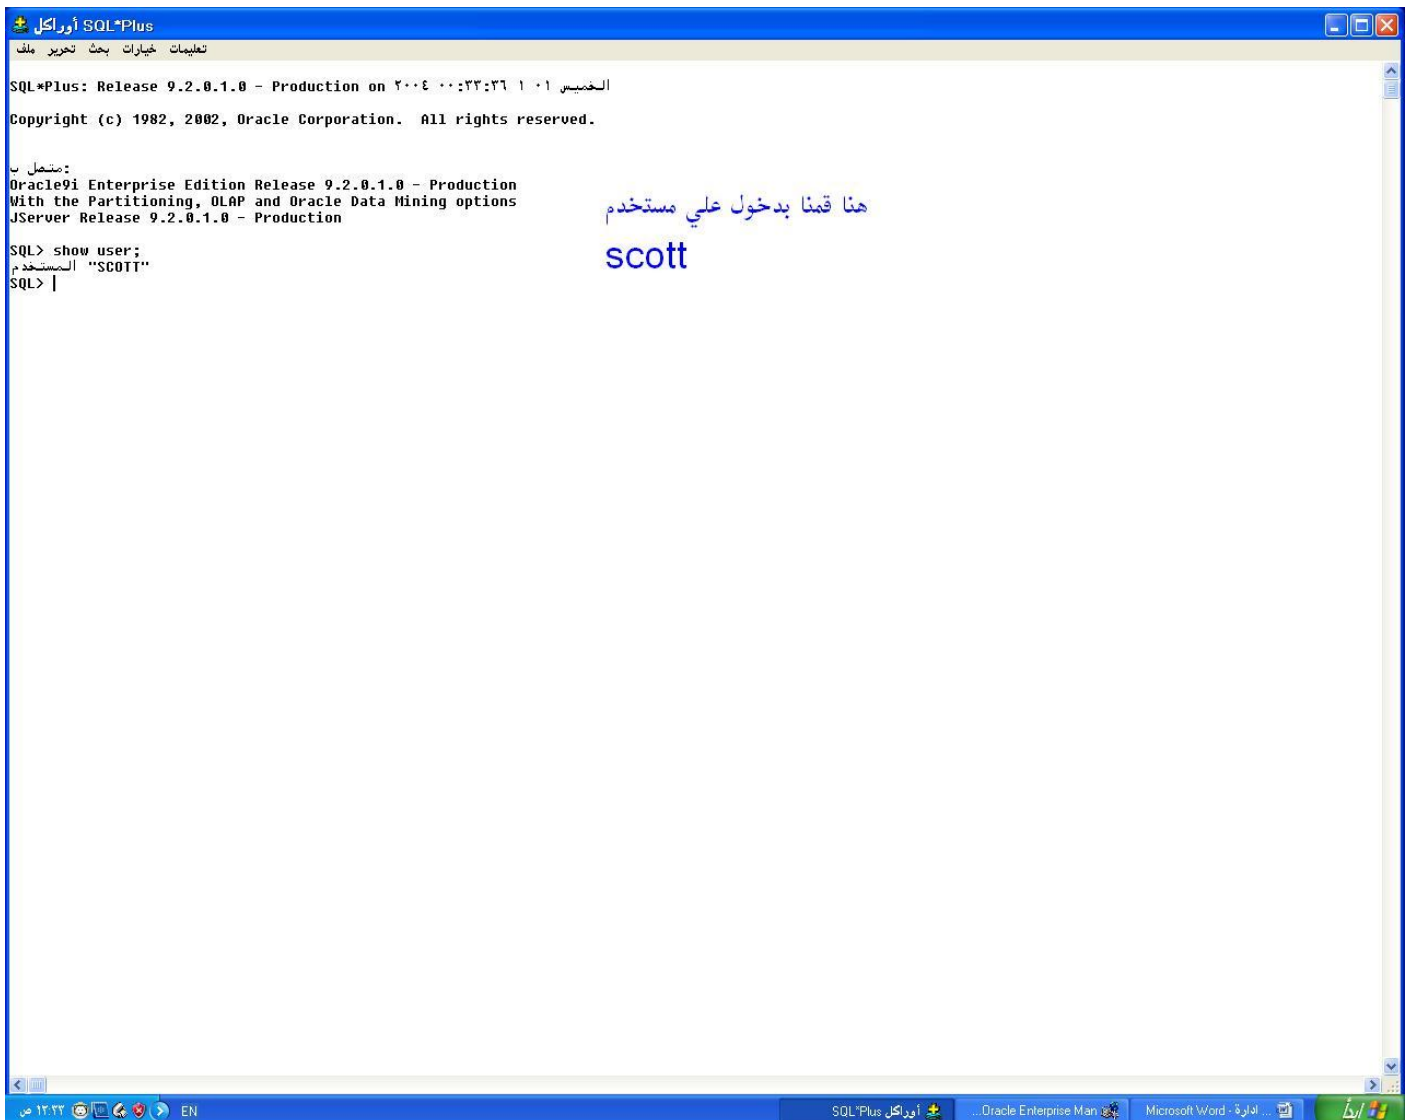 أوراكل SQL*Plus
ملف تحرير بحث خيارات تعليمات
SQL*Plus: Release 9.2.0.1.0 - Production on الخميس ٠١ ١ ٠٠:٣٣:٣٦ ٢٠٠٤
Copyright (c) 1982, 2002, Oracle Corporation.  All rights reserved.
متصل ب:
Oracle9i Enterprise Edition Release 9.2.0.1.0 - Production
With the Partitioning, OLAP and Oracle Data Mining options
JServer Release 9.2.0.1.0 - Production
هنا قمنا بدخول علي مستخدم
scott
SQL> show user;
المستخدم "SCOTT"
SQL>
ابدأ
ادارة ... - Microsoft Word
Oracle Enterprise Man...
أوراكل SQL*Plus
EN
١٢:٣٣ ص